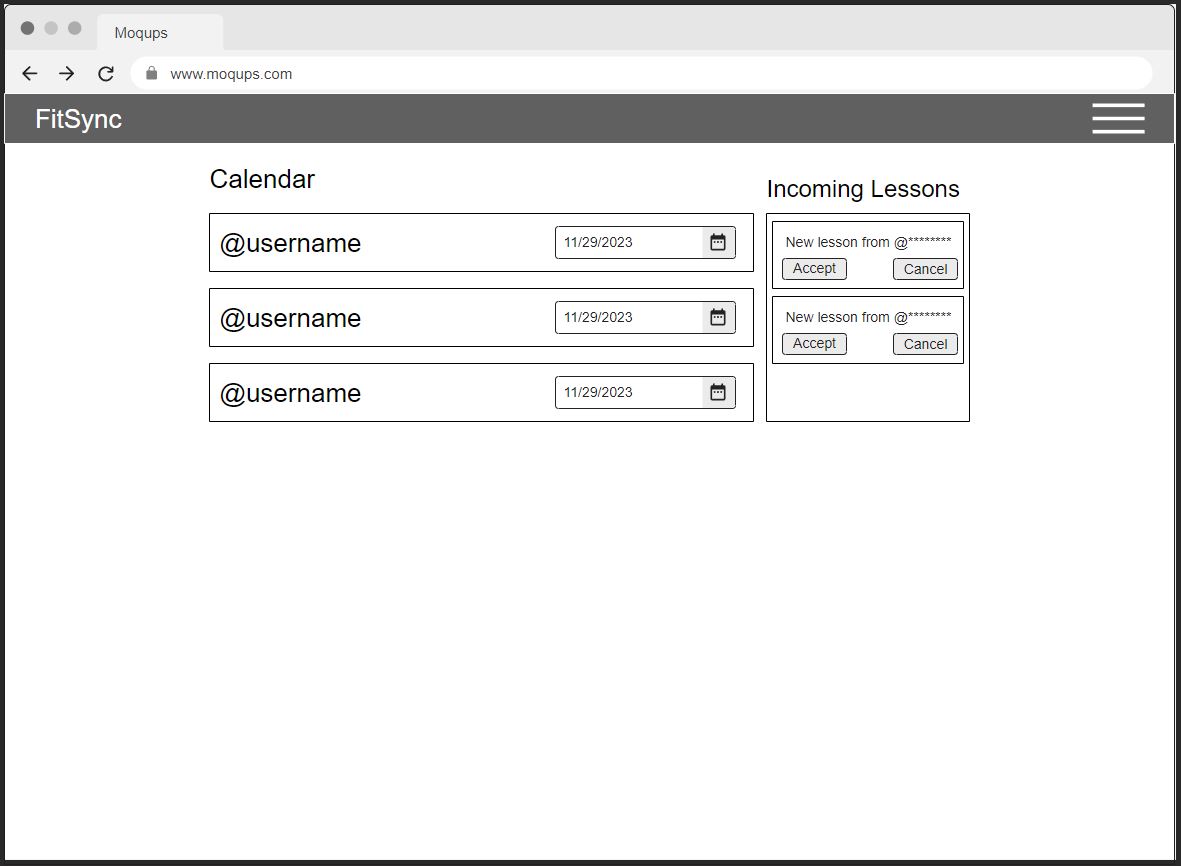 Moqups
www.moqups.com
FitSync
Calendar
@username
11/29/2023
@username
11/29/2023
@username
11/29/2023
Incoming Lessons
New lesson from @********
Accept
Cancel
New lesson from @********
Accept
Cancel